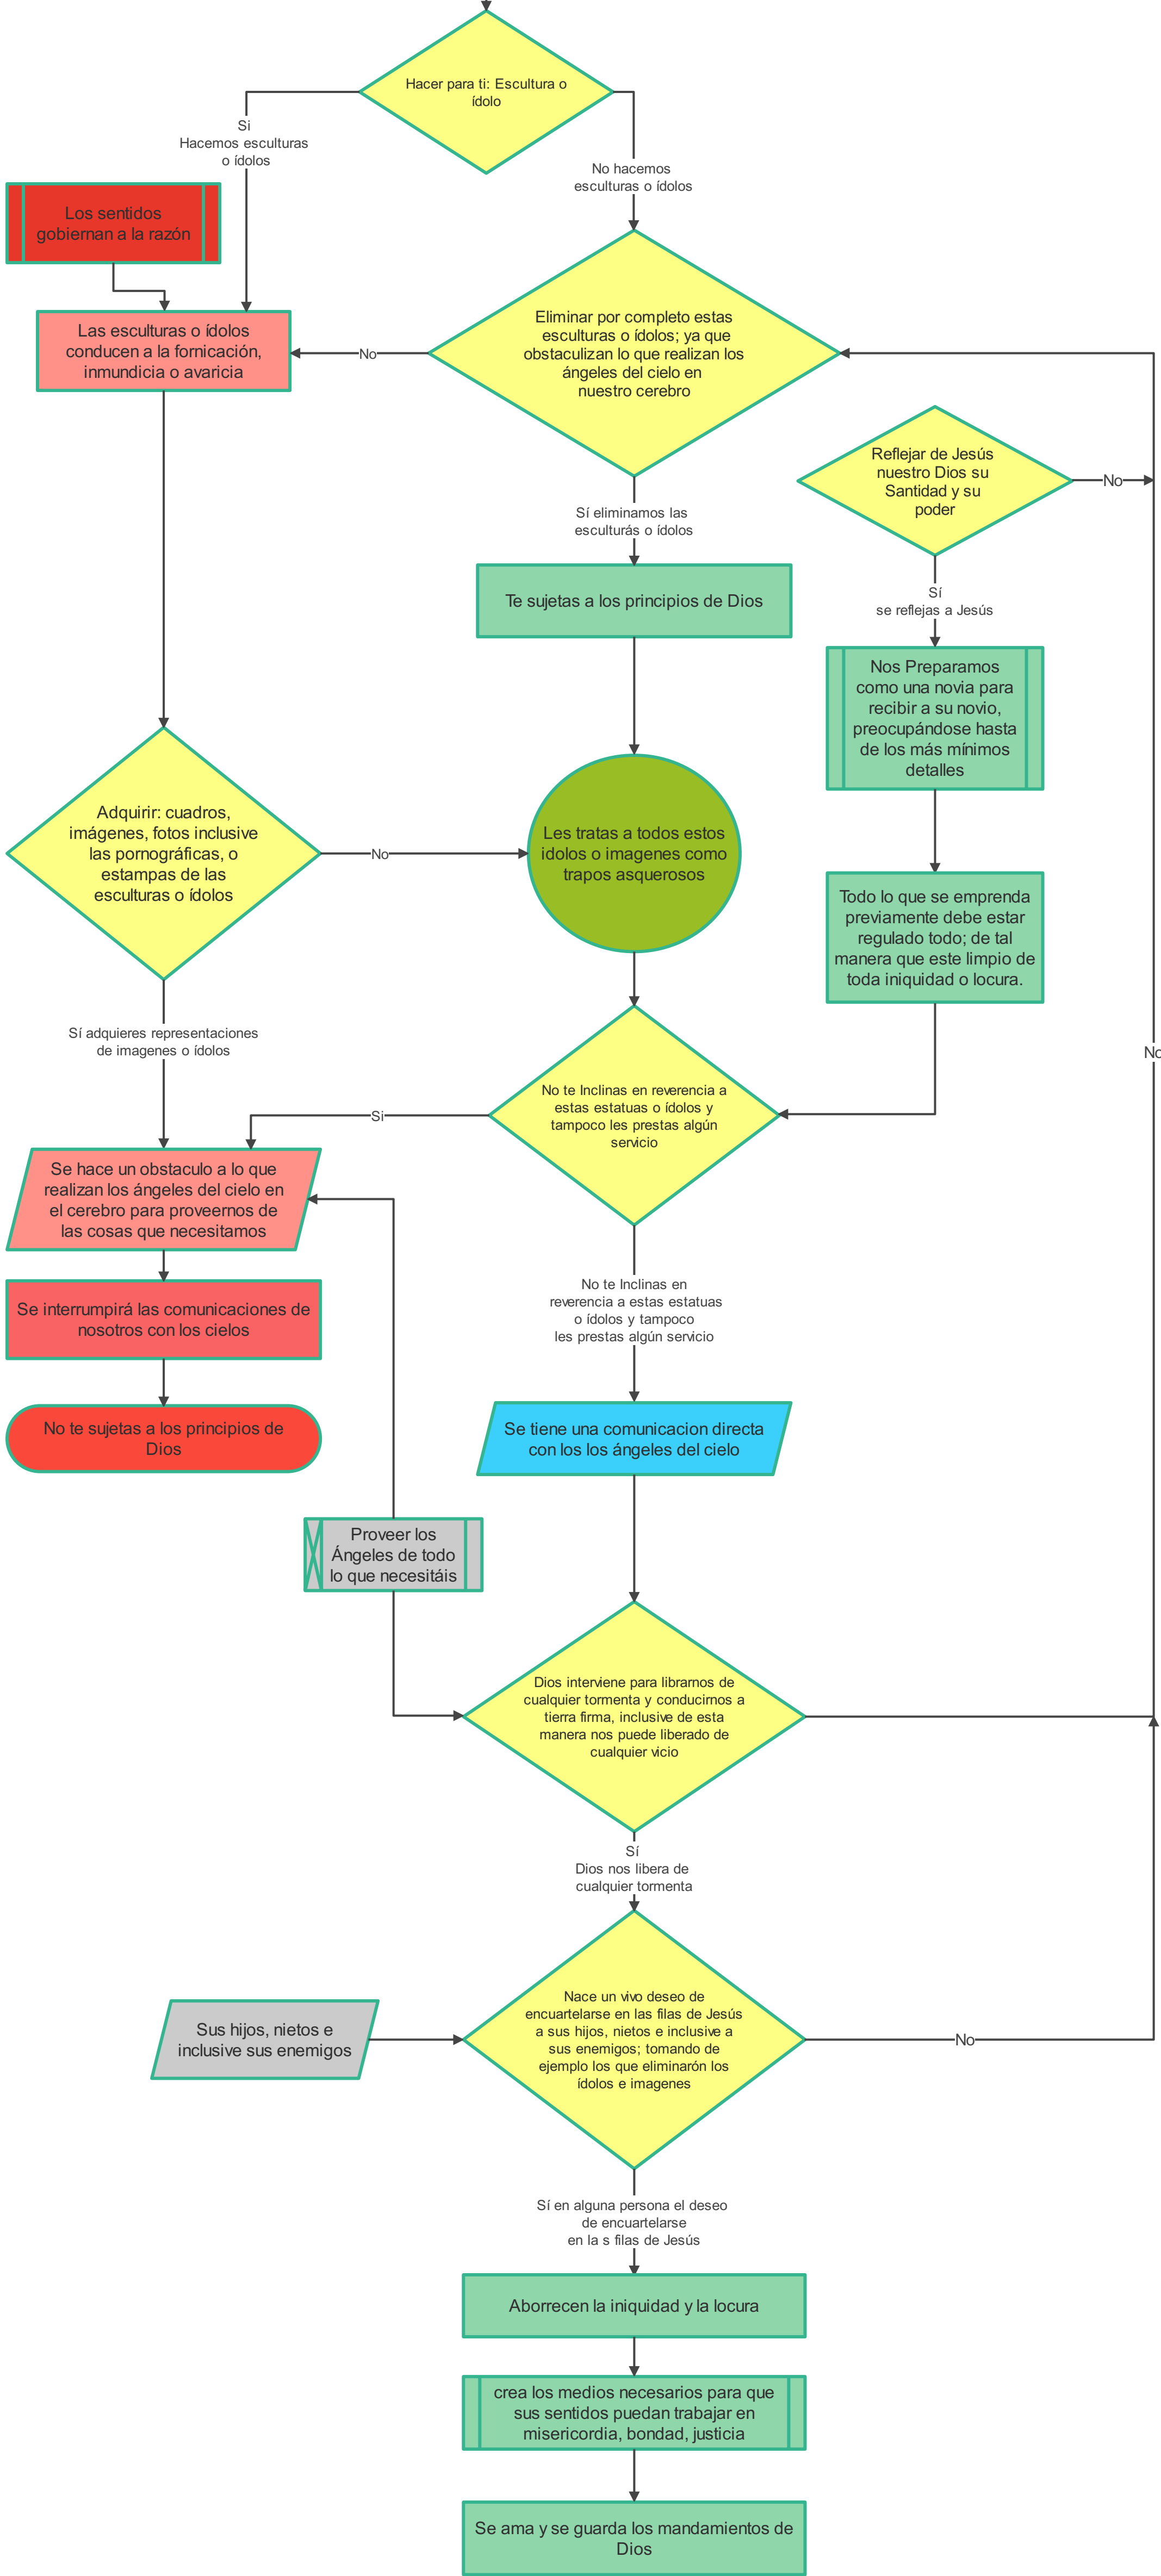 Hacer para ti: Escultura o
ídolo
Si
Hacemos esculturas
o ídolos
No hacemos
esculturas o ídolos
Los sentidos
gobiernan a la razón
Las esculturas o ídolos
conducen a la fornicación,
inmundicia o avaricia
No
Eliminar por completo estas
esculturas o ídolos; ya que
obstaculizan lo que realizan los
ángeles del cielo en
nuestro cerebro
Reflejar de Jesús
nuestro Dios su
Santidad y su
poder
No
Sí eliminamos las
esculturás o ídolos
Te sujetas a los principios de Dios
Sí
se reflejas a Jesús
Nos Preparamos
como una novia para
recibir a su novio,
preocupándose hasta
de los más mínimos
detalles
Adquirir: cuadros,
imágenes, fotos inclusive
las pornográficas, o
estampas de las
esculturas o ídolos
No
Les tratas a todos estos
idolos o imagenes como
trapos asquerosos
Todo lo que se emprenda
previamente debe estar
regulado todo; de tal
manera que este limpio de
toda iniquidad o locura.
Sí adquieres representaciones
de imagenes o ídolos
No
No te Inclinas en reverencia a
estas estatuas o ídolos y
tampoco les prestas algún
servicio
Si
Se hace un obstaculo a lo que
realizan los ángeles del cielo en
el cerebro para proveernos de
las cosas que necesitamos
Se interrumpirá las comunicaciones de
nosotros con los cielos
No te Inclinas en
reverencia a estas estatuas
o ídolos y tampoco
les prestas algún servicio
No te sujetas a los principios de
Dios
Se tiene una comunicacion directa
con los los ángeles del cielo
Proveer los
Ángeles de todo
lo que necesitáis
Dios interviene para librarnos de
cualquier tormenta y conducirnos a
tierra firma, inclusive de esta
manera nos puede liberado de
cualquier vicio
Sí
Dios nos libera de
cualquier tormenta
Sus hijos, nietos e
inclusive sus enemigos
Nace un vivo deseo de
encuartelarse en las filas de Jesús
a sus hijos, nietos e inclusive a
sus enemigos; tomando de
ejemplo los que eliminarón los
ídolos e imagenes
No
Sí en alguna persona el deseo
de encuartelarse
en la s filas de Jesús
Aborrecen la iniquidad y la locura
crea los medios necesarios para que
sus sentidos puedan trabajar en
misericordia, bondad, justicia
Se ama y se guarda los mandamientos de
Dios